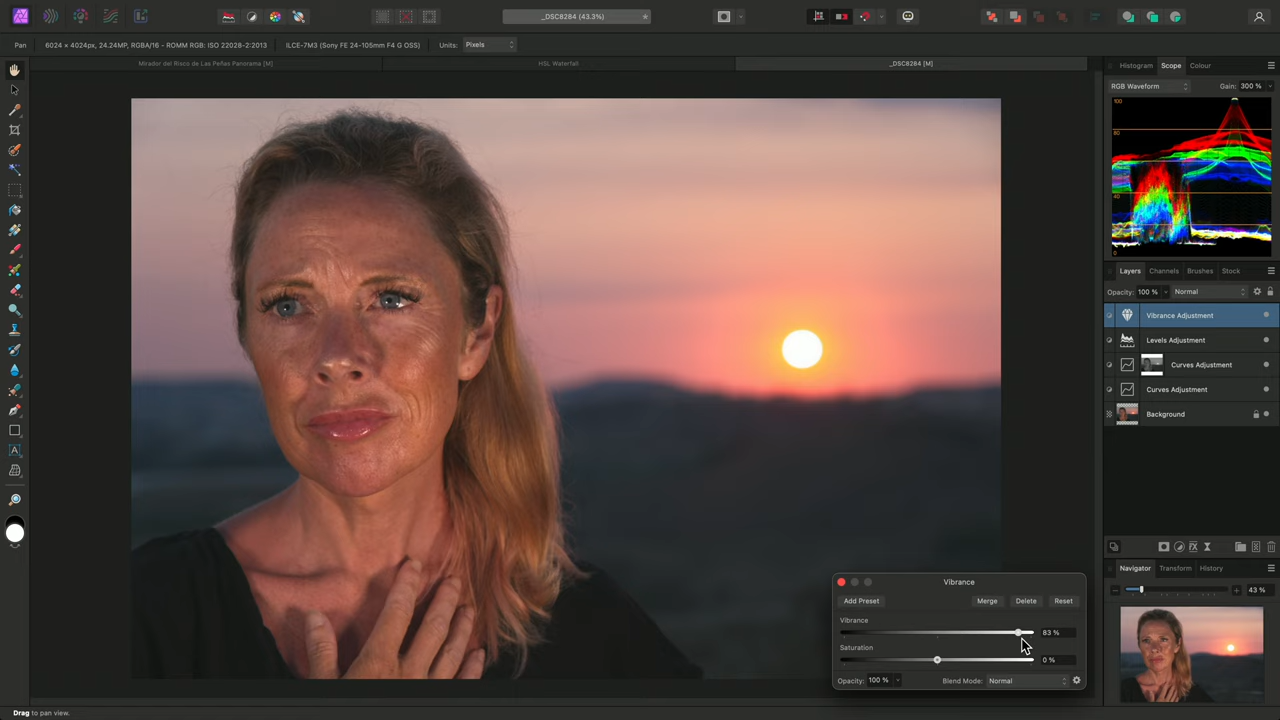 _DSC8284 (43.3%)
Pan
6024 × 4024px, 24.24MP, RGBA/16 - ROMM RGB: ISO 22028-2:2013
ILCE-7M3 (Sony FE 24-105mm F4 G OSS)
Units: Pixels
Mirador del Risco de Las Peñas Panorama [M]
HSL Waterfall
_DSC8284 [M]
Histogram Scope Colour
RGB Waveform Gain: 300 %
100
80
40
0
Layers Channels Brushes Stock
Opacity: 100 % Normal
Vibrance Adjustment
Levels Adjustment
Curves Adjustment
Curves Adjustment
Background
Navigator Transform History
43 %
Vibrance
Add Preset Merge Delete Reset
Vibrance
83 %
Saturation
0 %
Opacity: 100 % Blend Mode: Normal
Drag to pan view.